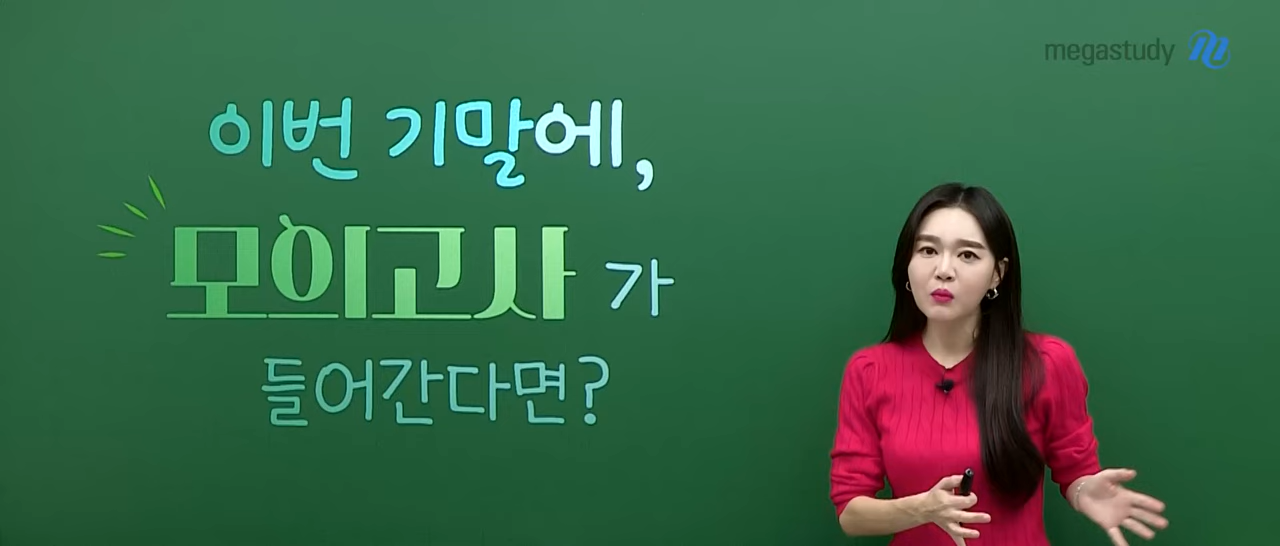 megastudy
이번 기말에,
모의고사 가
들어간다면?